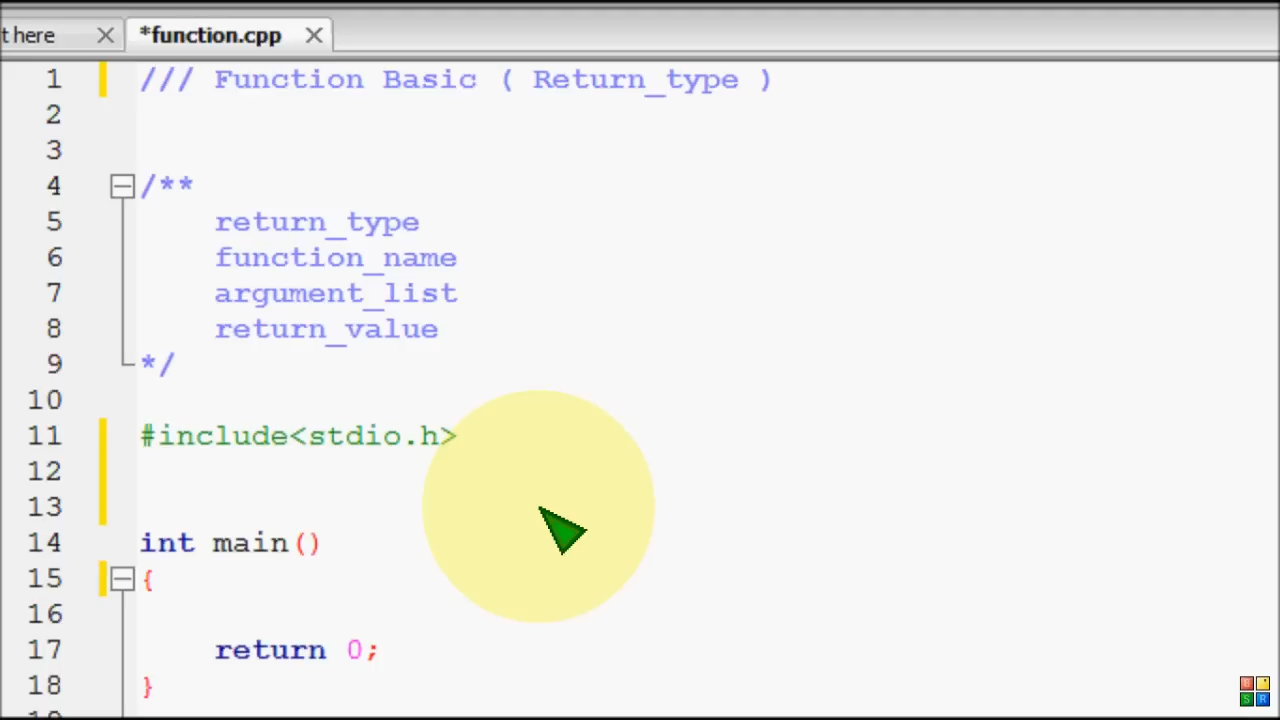 t here
*function.cpp
1 /// Function Basic ( Return_type )
2
3
4 /**
5 return_type
6 function_name
7 argument_list
8 return_value
9 */
10
11 #include<stdio.h>
12
13
14 int main()
15 {
16
17 return 0;
18 }